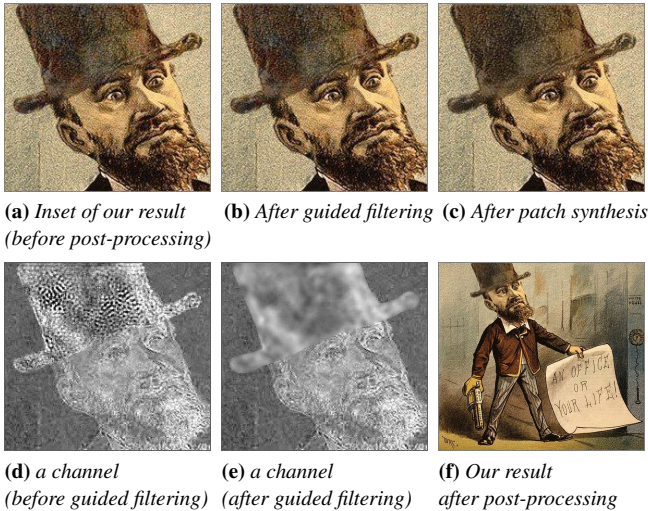 (a) Inset of our result
(before post-processing)
(b) After guided filtering
(c) After patch synthesis
(d) a channel
(before guided filtering)
(e) a channel
(after guided filtering)
AN OFFICE
OR
YOUR LIFE!
(f) Our result
after post-processing